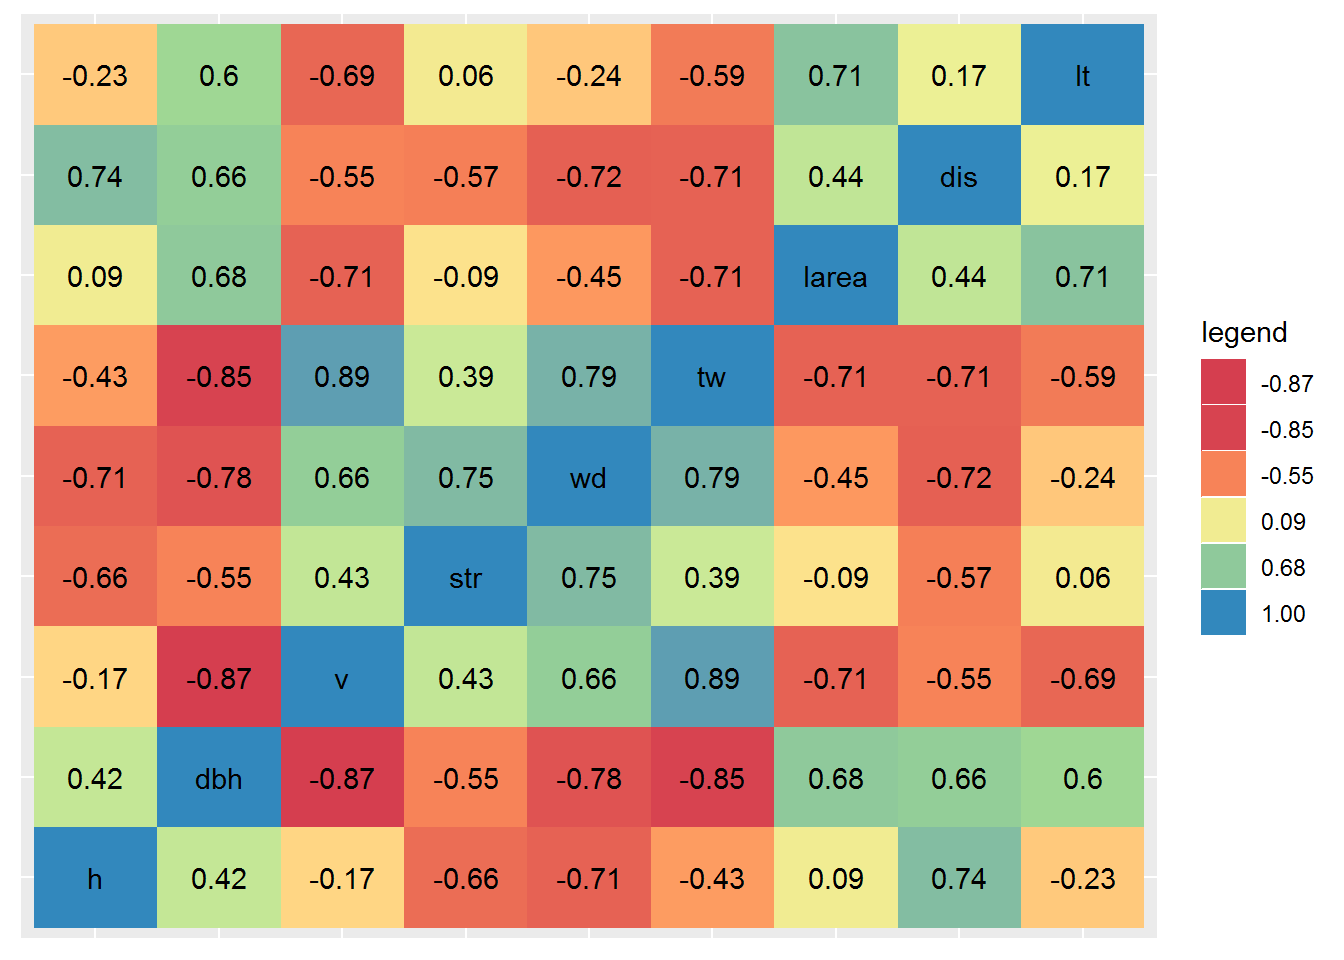 -0.23 0.6 -0.69 0.06 -0.24 -0.59 0.71 0.17 lt
0.74 0.66 -0.55 -0.57 -0.72 -0.71 0.44 dis 0.17
0.09 0.68 -0.71 -0.09 -0.45 -0.71 larea 0.44 0.71
-0.43 -0.85 0.89 0.39 0.79 tw -0.71 -0.71 -0.59
-0.71 -0.78 0.66 0.75 wd 0.79 -0.45 -0.72 -0.24
-0.66 -0.55 0.43 str 0.75 0.39 -0.09 -0.57 0.06
-0.17 -0.87 v 0.43 0.66 0.89 -0.71 -0.55 -0.69
0.42 dbh -0.87 -0.55 -0.78 -0.85 0.68 0.66 0.6
h 0.42 -0.17 -0.66 -0.71 -0.43 0.09 0.74 -0.23
legend
-0.87
-0.85
-0.55
0.09
0.68
1.00